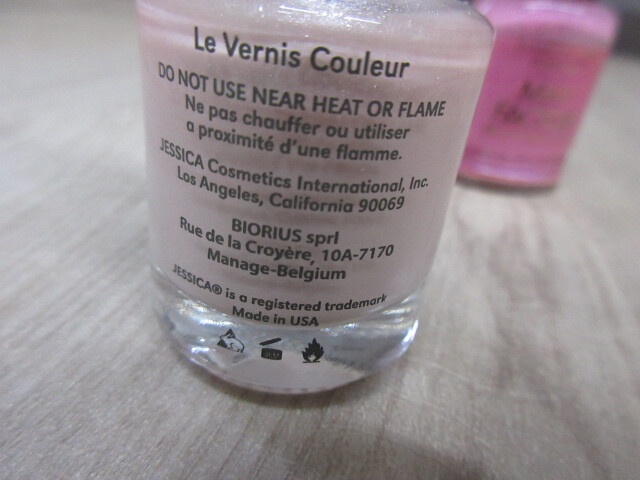 Le Vernis Couleur
DO NOT USE NEAR HEAT OR FLAME
Ne pas chauffer ou utiliser
a proximité d'une flamme.
JESSICA Cosmetics International, Inc.
Los Angeles, California 90069
BIORIUS sprl
Rue de la Croyère, 10A-7170
Manage-Belgium
JESSICA® is a registered trademark
Made in USA